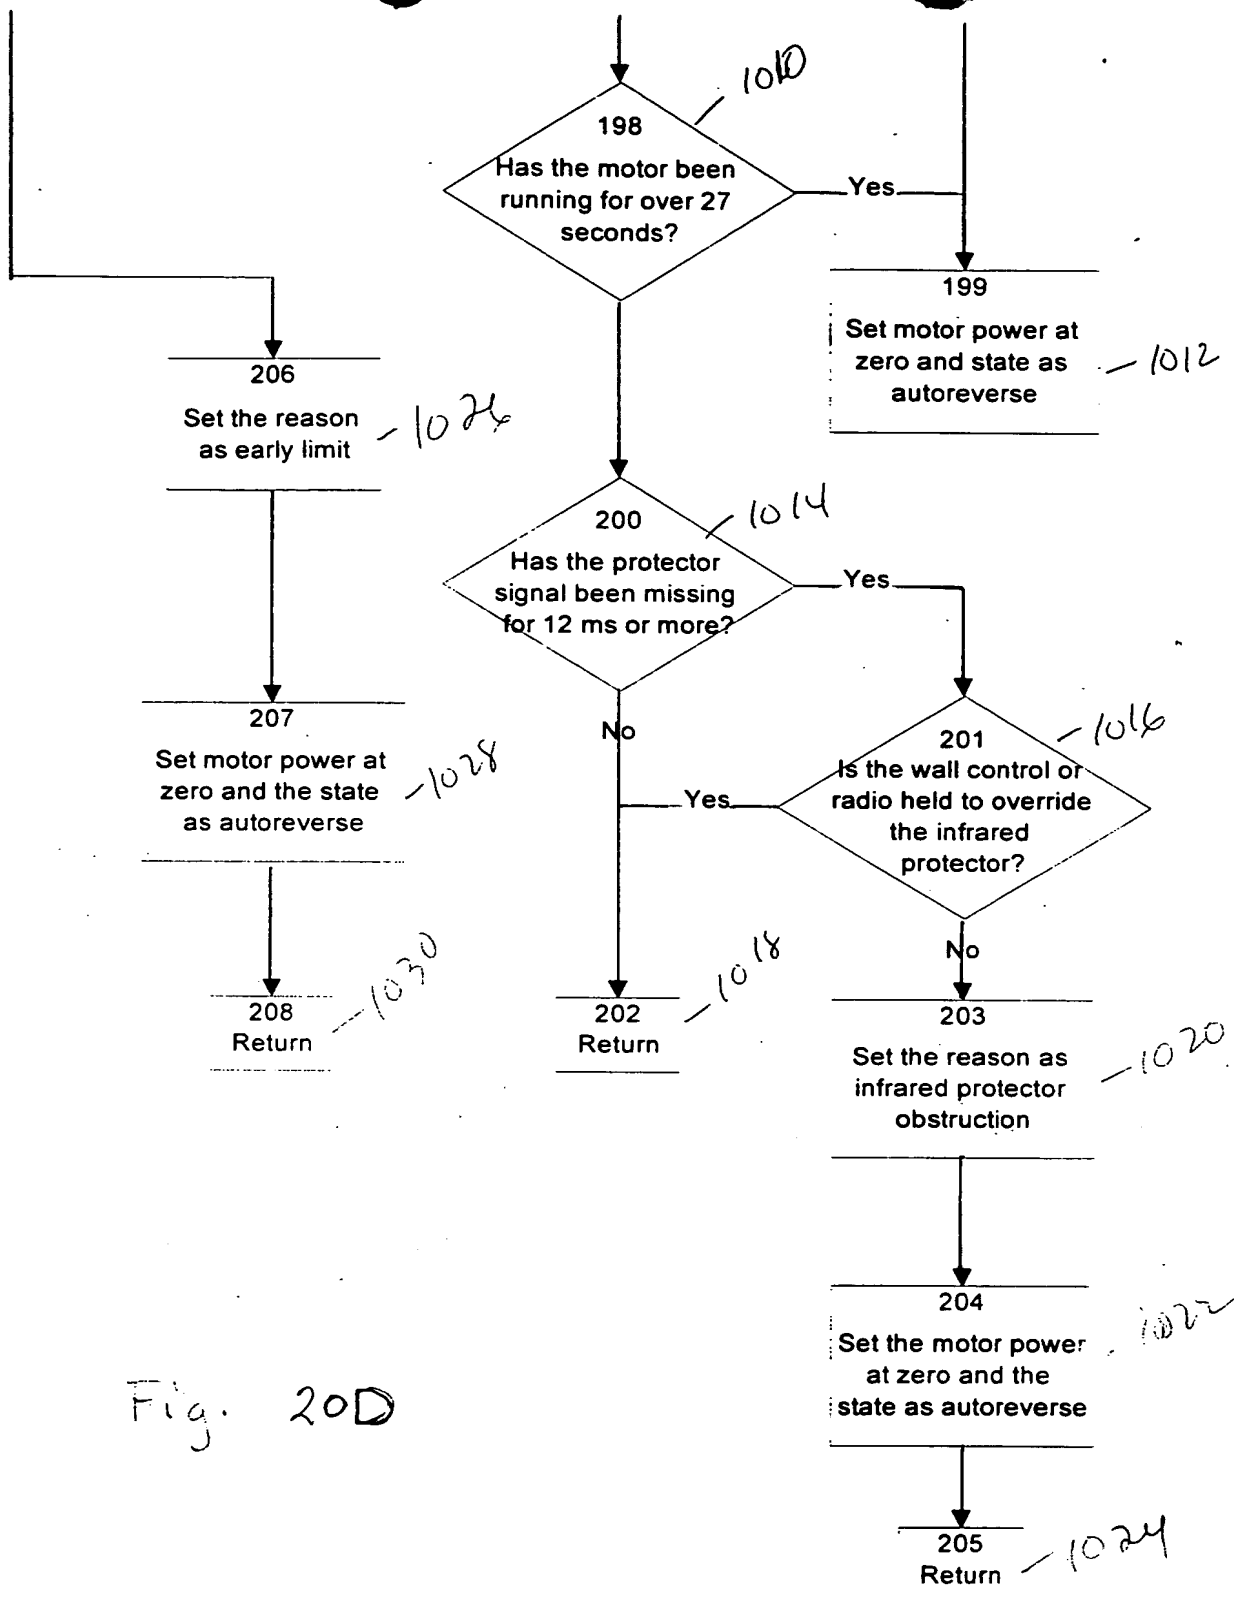 1010
198
Has the motor been
running for over 27
seconds?
Yes
199
Set motor power at
zero and state as
autoreverse
1012
206
Set the reason
as early limit
1026
200
Has the protector
signal been missing
for 12 ms or more?
1014
Yes
No
207
Set motor power at
zero and the state
as autoreverse
1028
201
Is the wall control or
radio held to override
the infrared
protector?
1016
Yes
No
208
Return
1030
202
Return
1018
203
Set the reason as
infrared protector
obstruction
1020
204
Set the motor power
at zero and the
state as autoreverse
1022
205
Return
1024
Fig. 20D